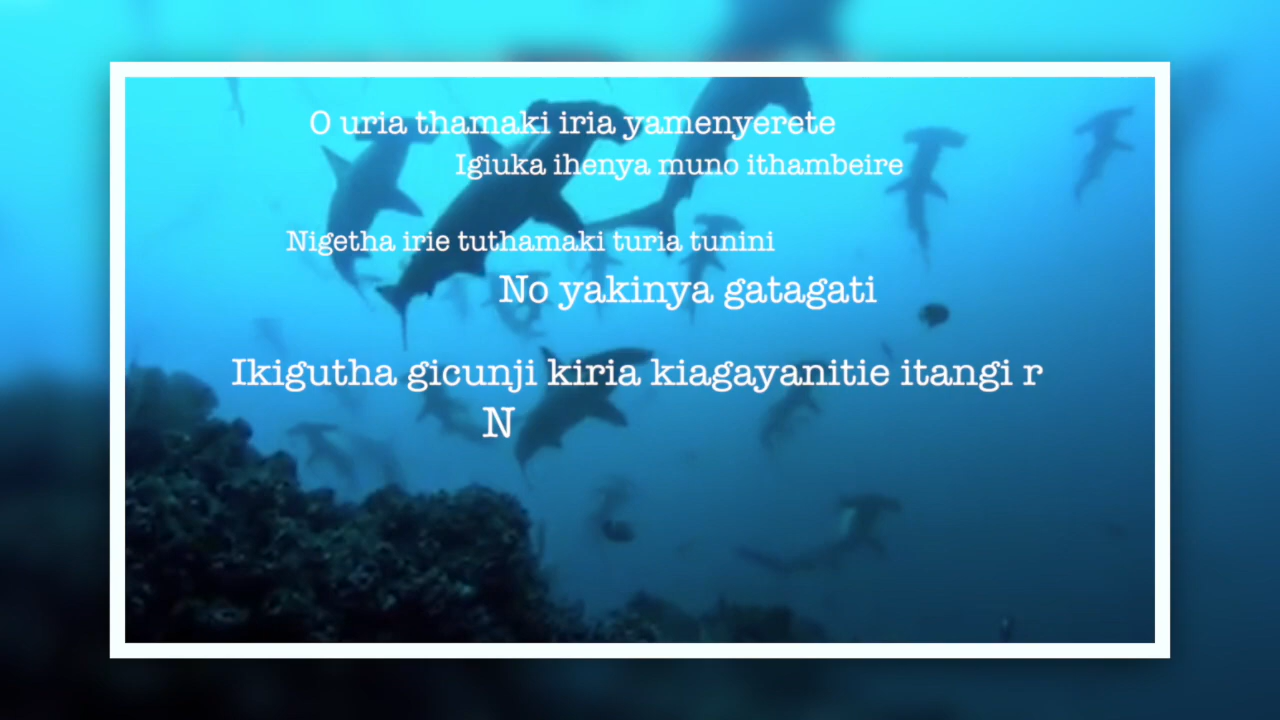 O uria thamaki iria yamenyerete
Igiuka ihenya muno ithambeire
Nigetha irie tuthamaki turia tunini
No yakinya gatagati
Ikigutha gicunji kiria kiagayanitie itangi r
N